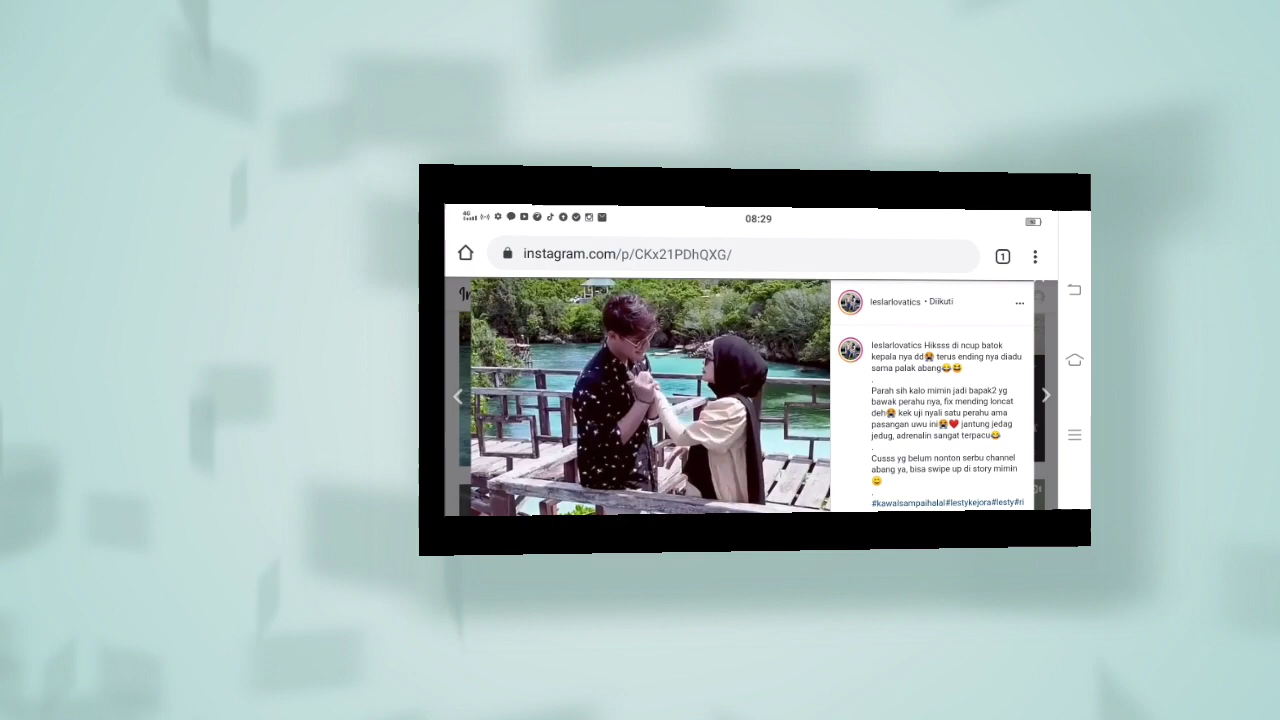 4G
08:29
instagram.com/p/CKx21PDhQXG/
1
leslarlovatics • Diikuti
leslarlovatics Hiksss di ncup batok
kepala nya dd😭 terus ending nya diadu
sama palak abang😂😆
.
Parah sih kalo mimin jadi bapak2 yg
bawak perahu nya, fix mending loncat
deh😭 kek uji nyali satu perahu ama
pasangan uwu ini😭❤️ jantung jedag
jedug, adrenalin sangat terpacu😂
.
Cusss yg belum nonton serbu channel
abang ya, bisa swipe up di story mimin
😊
.
#kawalsampaihalal#lestykejora#lesty#ri